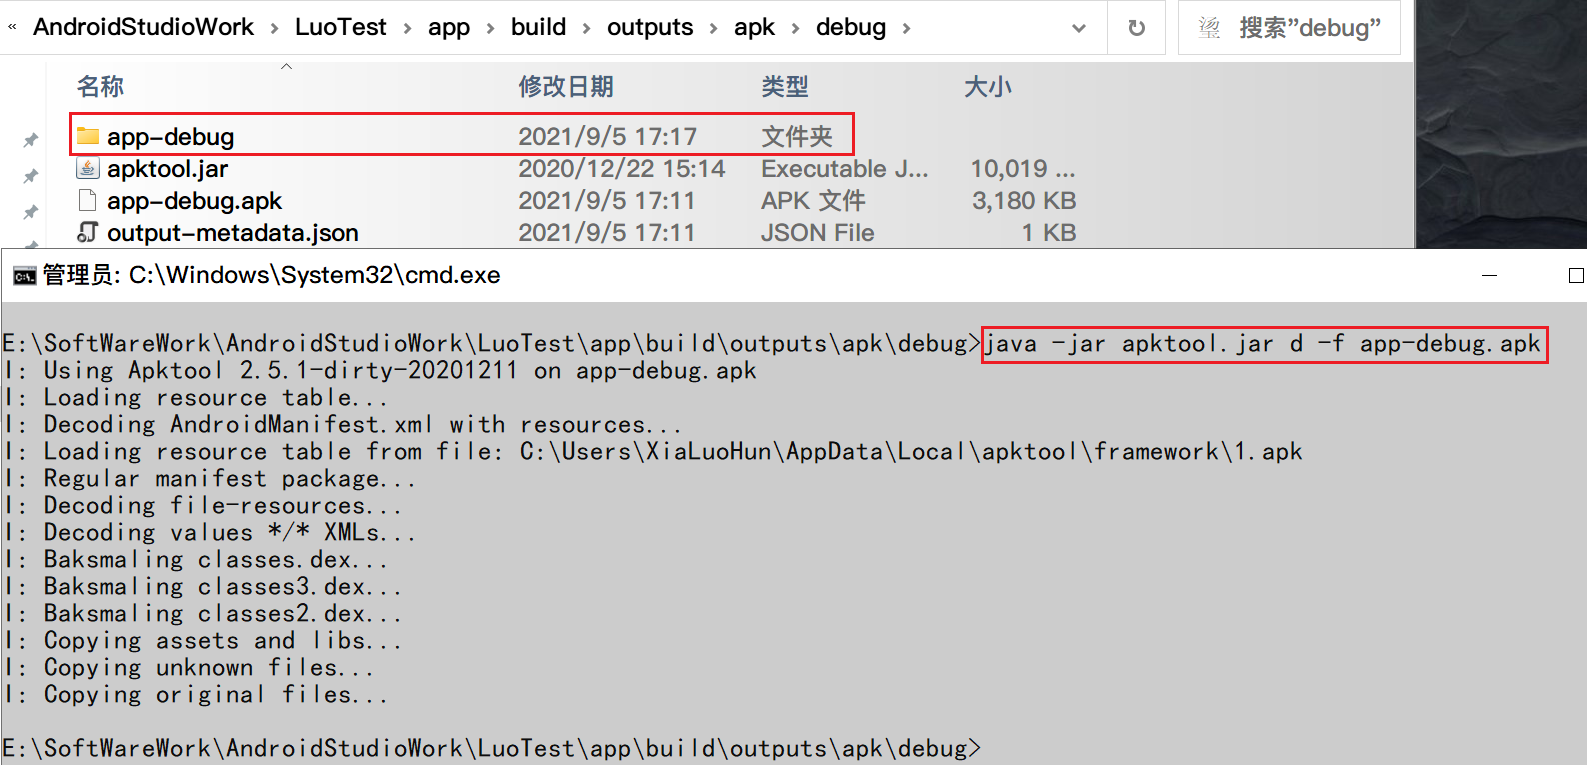 « AndroidStudioWork > LuoTest > app > build > outputs > apk > debug > 搜索"debug"
名称 修改日期 类型 大小
app-debug 2021/9/5 17:17 文件夹
apktool.jar 2020/12/22 15:14 Executable J... 10,019 ...
app-debug.apk 2021/9/5 17:11 APK 文件 3,180 KB
output-metadata.json 2021/9/5 17:11 JSON File 1 KB
管理员: C:\Windows\System32\cmd.exe
E:\SoftWareWork\AndroidStudioWork\LuoTest\app\build\outputs\apk\debug>java -jar apktool.jar d -f app-debug.apk
I: Using Apktool 2.5.1-dirty-20201211 on app-debug.apk
I: Loading resource table...
I: Decoding AndroidManifest.xml with resources...
I: Loading resource table from file: C:\Users\XiaLuoHun\AppData\Local\apktool\framework\1.apk
I: Regular manifest package...
I: Decoding file-resources...
I: Decoding values */* XMLs...
I: Baksmaling classes.dex...
I: Baksmaling classes3.dex...
I: Baksmaling classes2.dex...
I: Copying assets and libs...
I: Copying unknown files...
I: Copying original files...
E:\SoftWareWork\AndroidStudioWork\LuoTest\app\build\outputs\apk\debug>